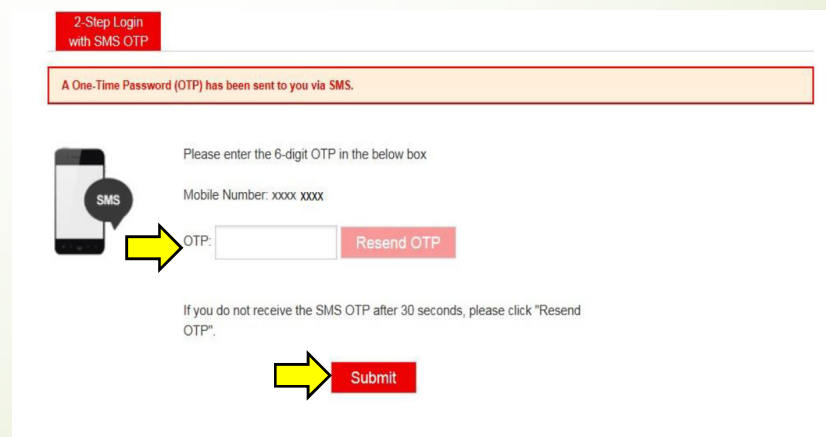 2-Step Login
with SMS OTP
A One-Time Password (OTP) has been sent to you via SMS.
Please enter the 6-digit OTP in the below box
SMS
Mobile Number: xxxx xxxx
OTP:
Resend OTP
If you do not receive the SMS OTP after 30 seconds, please click "Resend
OTP".
Submit